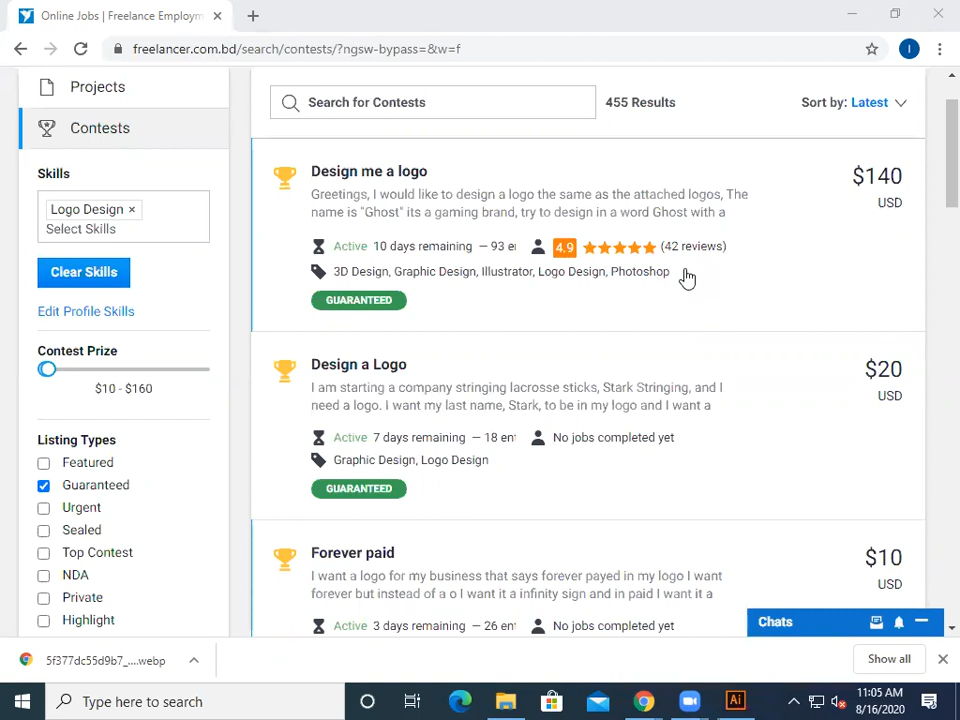 Online Jobs | Freelance Employm
freelancer.com.bd/search/contests/?ngsw-bypass=&w=f
I
Projects
Contests
Search for Contests
455 Results
Sort by: Latest
Skills
Logo Design ×
Select Skills
Clear Skills
Edit Profile Skills
Contest Prize
$10 - $160
Listing Types
Featured
Guaranteed
Urgent
Sealed
Top Contest
NDA
Private
Highlight
Design me a logo
$140
USD
Greetings, I would like to design a logo the same as the attached logos, The
name is "Ghost" its a gaming brand, try to design in a word Ghost with a
Active 10 days remaining – 93 er 4.9 (42 reviews)
3D Design, Graphic Design, Illustrator, Logo Design, Photoshop
GUARANTEED
Design a Logo
$20
USD
I am starting a company stringing lacrosse sticks, Stark Stringing, and I
need a logo. I want my last name, Stark, to be in my logo and I want a
Active 7 days remaining – 18 ent No jobs completed yet
Graphic Design, Logo Design
GUARANTEED
Forever paid
$10
USD
I want a logo for my business that says forever payed in my logo I want
forever but instead of a o I want it a infinity sign and in paid I want it a
Active 3 days remaining – 26 ent No jobs completed yet
Chats
5f377dc55d9b7_....webp
Show all
Type here to search
Ai
11:05 AM
8/16/2020